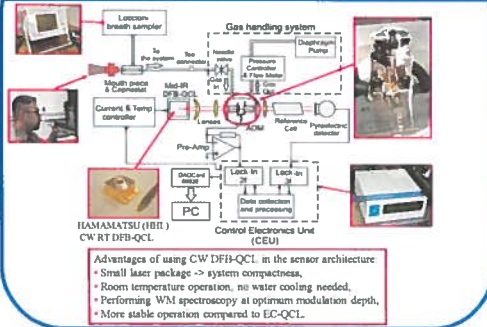 Gas handling system
Loccioni
breath sampler
To
the system
Tee
connector
Needle
valve
Diaphragm
Pump
Pressure
Controller
& Flow Meter
Gas
In
Gas
Out
Mouth piece
& Capnostat
Mid-IR
DFB-QCL
Current & Temp
controller
Lenses
ADM
Reference
Cell
Pyroelectric
detector
Pre-Amp
Lock-In
2f
Lock-In
3f
PC
Data collection
and processing
Control Electronics Unit
(CEU)
HAMAMATSU (HHL)
CW RT DFB-QCL
Advantages of using CW DFB-QCL in the sensor architecture
• Small laser package -> system compactness,
• Room temperature operation, no water cooling needed,
• Performing WM spectroscopy at optimum modulation depth,
• More stable operation compared to EC-QCL.